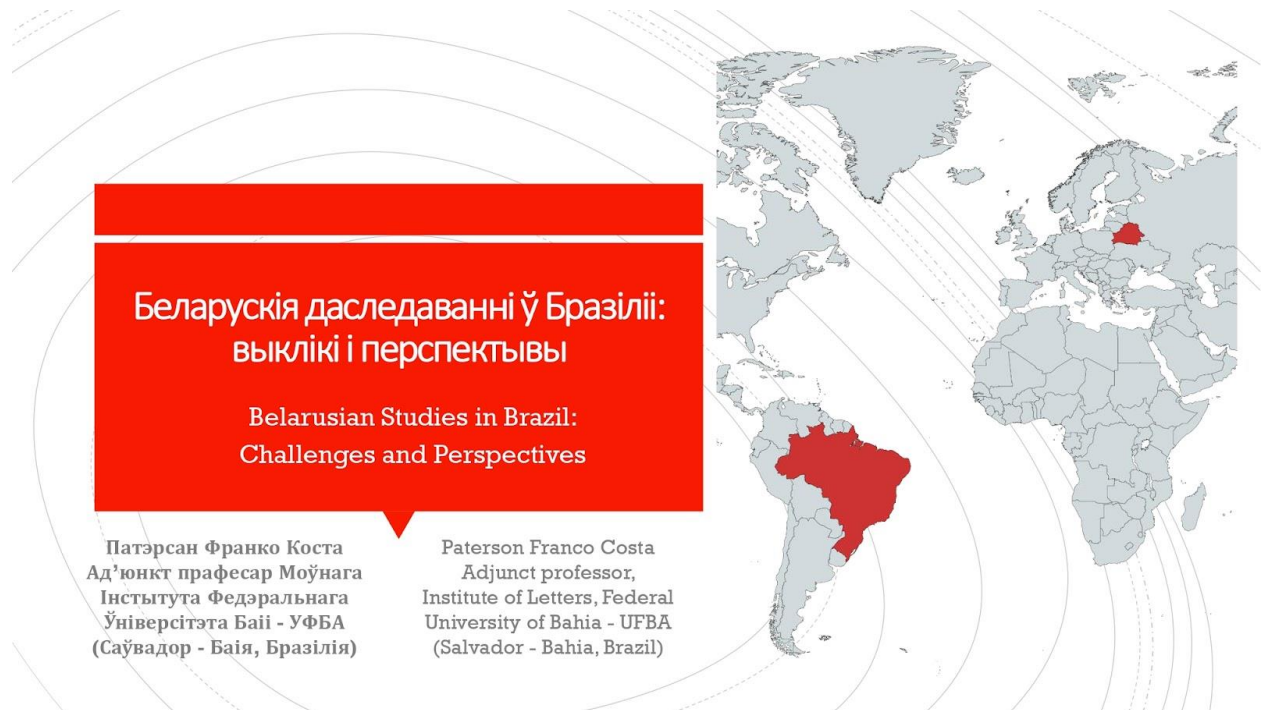 Беларускія даследаванні ў Бразіліі:
выклікі і перспектывы
Belarusian Studies in Brazil:
Challenges and Perspectives
Патэрсан Франко Коста
Ад’юнкт прафесар Моўнага
Інстытута Федэральнага
Ўніверсітэта Баіі - УФБА
(Саўвадор - Баія, Бразілія)
Paterson Franco Costa
Adjunct professor,
Institute of Letters, Federal
University of Bahia - UFBA
(Salvador - Bahia, Brazil)